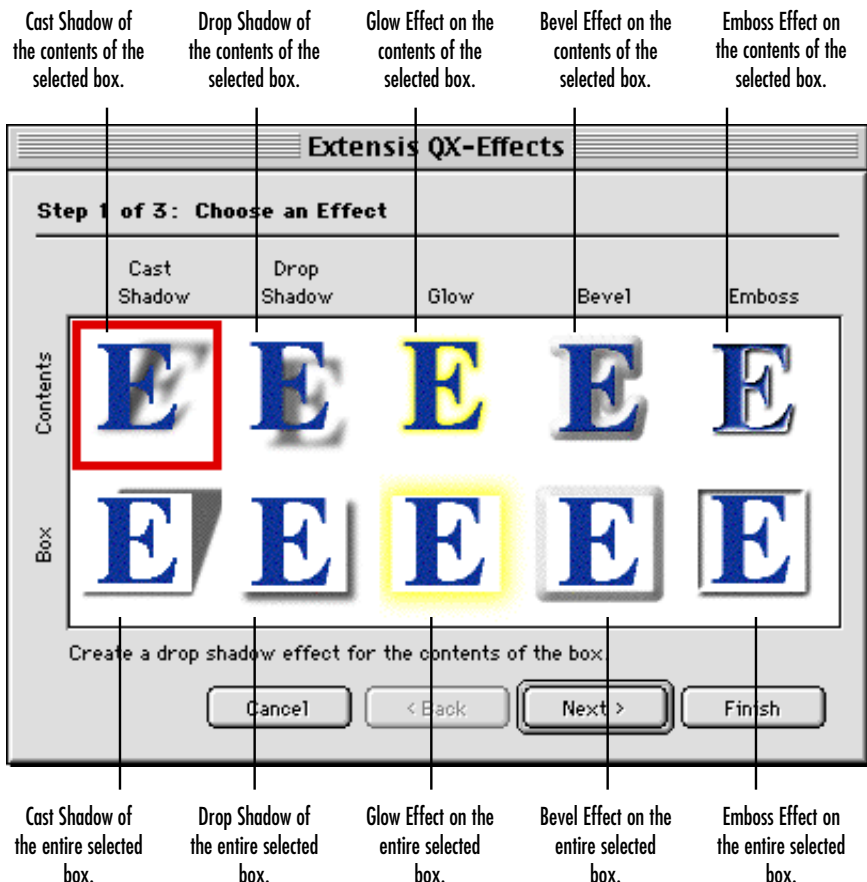 Cast Shadow of
the contents of the
selected box.
Drop Shadow of
the contents of the
selected box.
Glow Effect on the
contents of the
selected box.
Bevel Effect on the
contents of the
selected box.
Emboss Effect on
the contents of the
selected box.
Extensis QX-Effects
Step 1 of 3: Choose an Effect
Cast
Shadow
Drop
Shadow
Glow
Bevel
Emboss
Contents
E E E E E
Box
E E E E E
Create a drop shadow effect for the contents of the box.
Cancel
< Back
Next >
Finish
Cast Shadow of
the entire selected
box.
Drop Shadow of
the entire selected
box.
Glow Effect on the
entire selected
box.
Bevel Effect on the
entire selected
box.
Emboss Effect on
the entire selected
box.